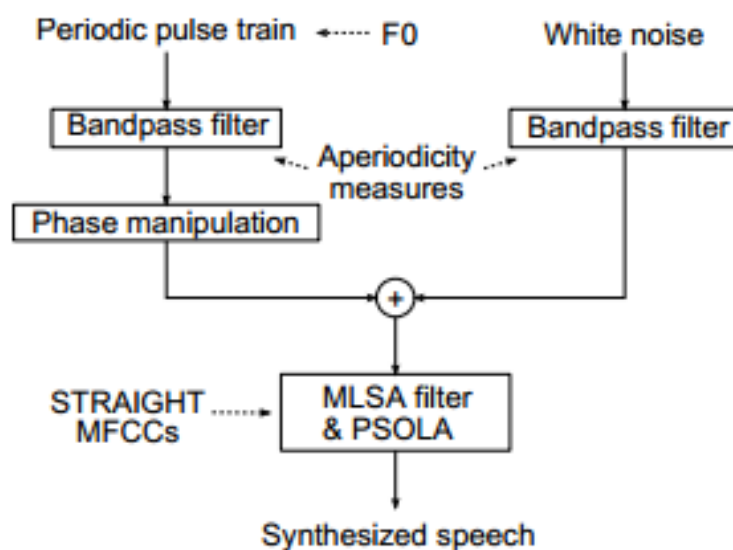 Periodic pulse train
F0
White noise
Bandpass filter
Bandpass filter
Aperiodicity
measures
Phase manipulation
+
STRAIGHT
MFCCs
MLSA filter
& PSOLA
Synthesized speech